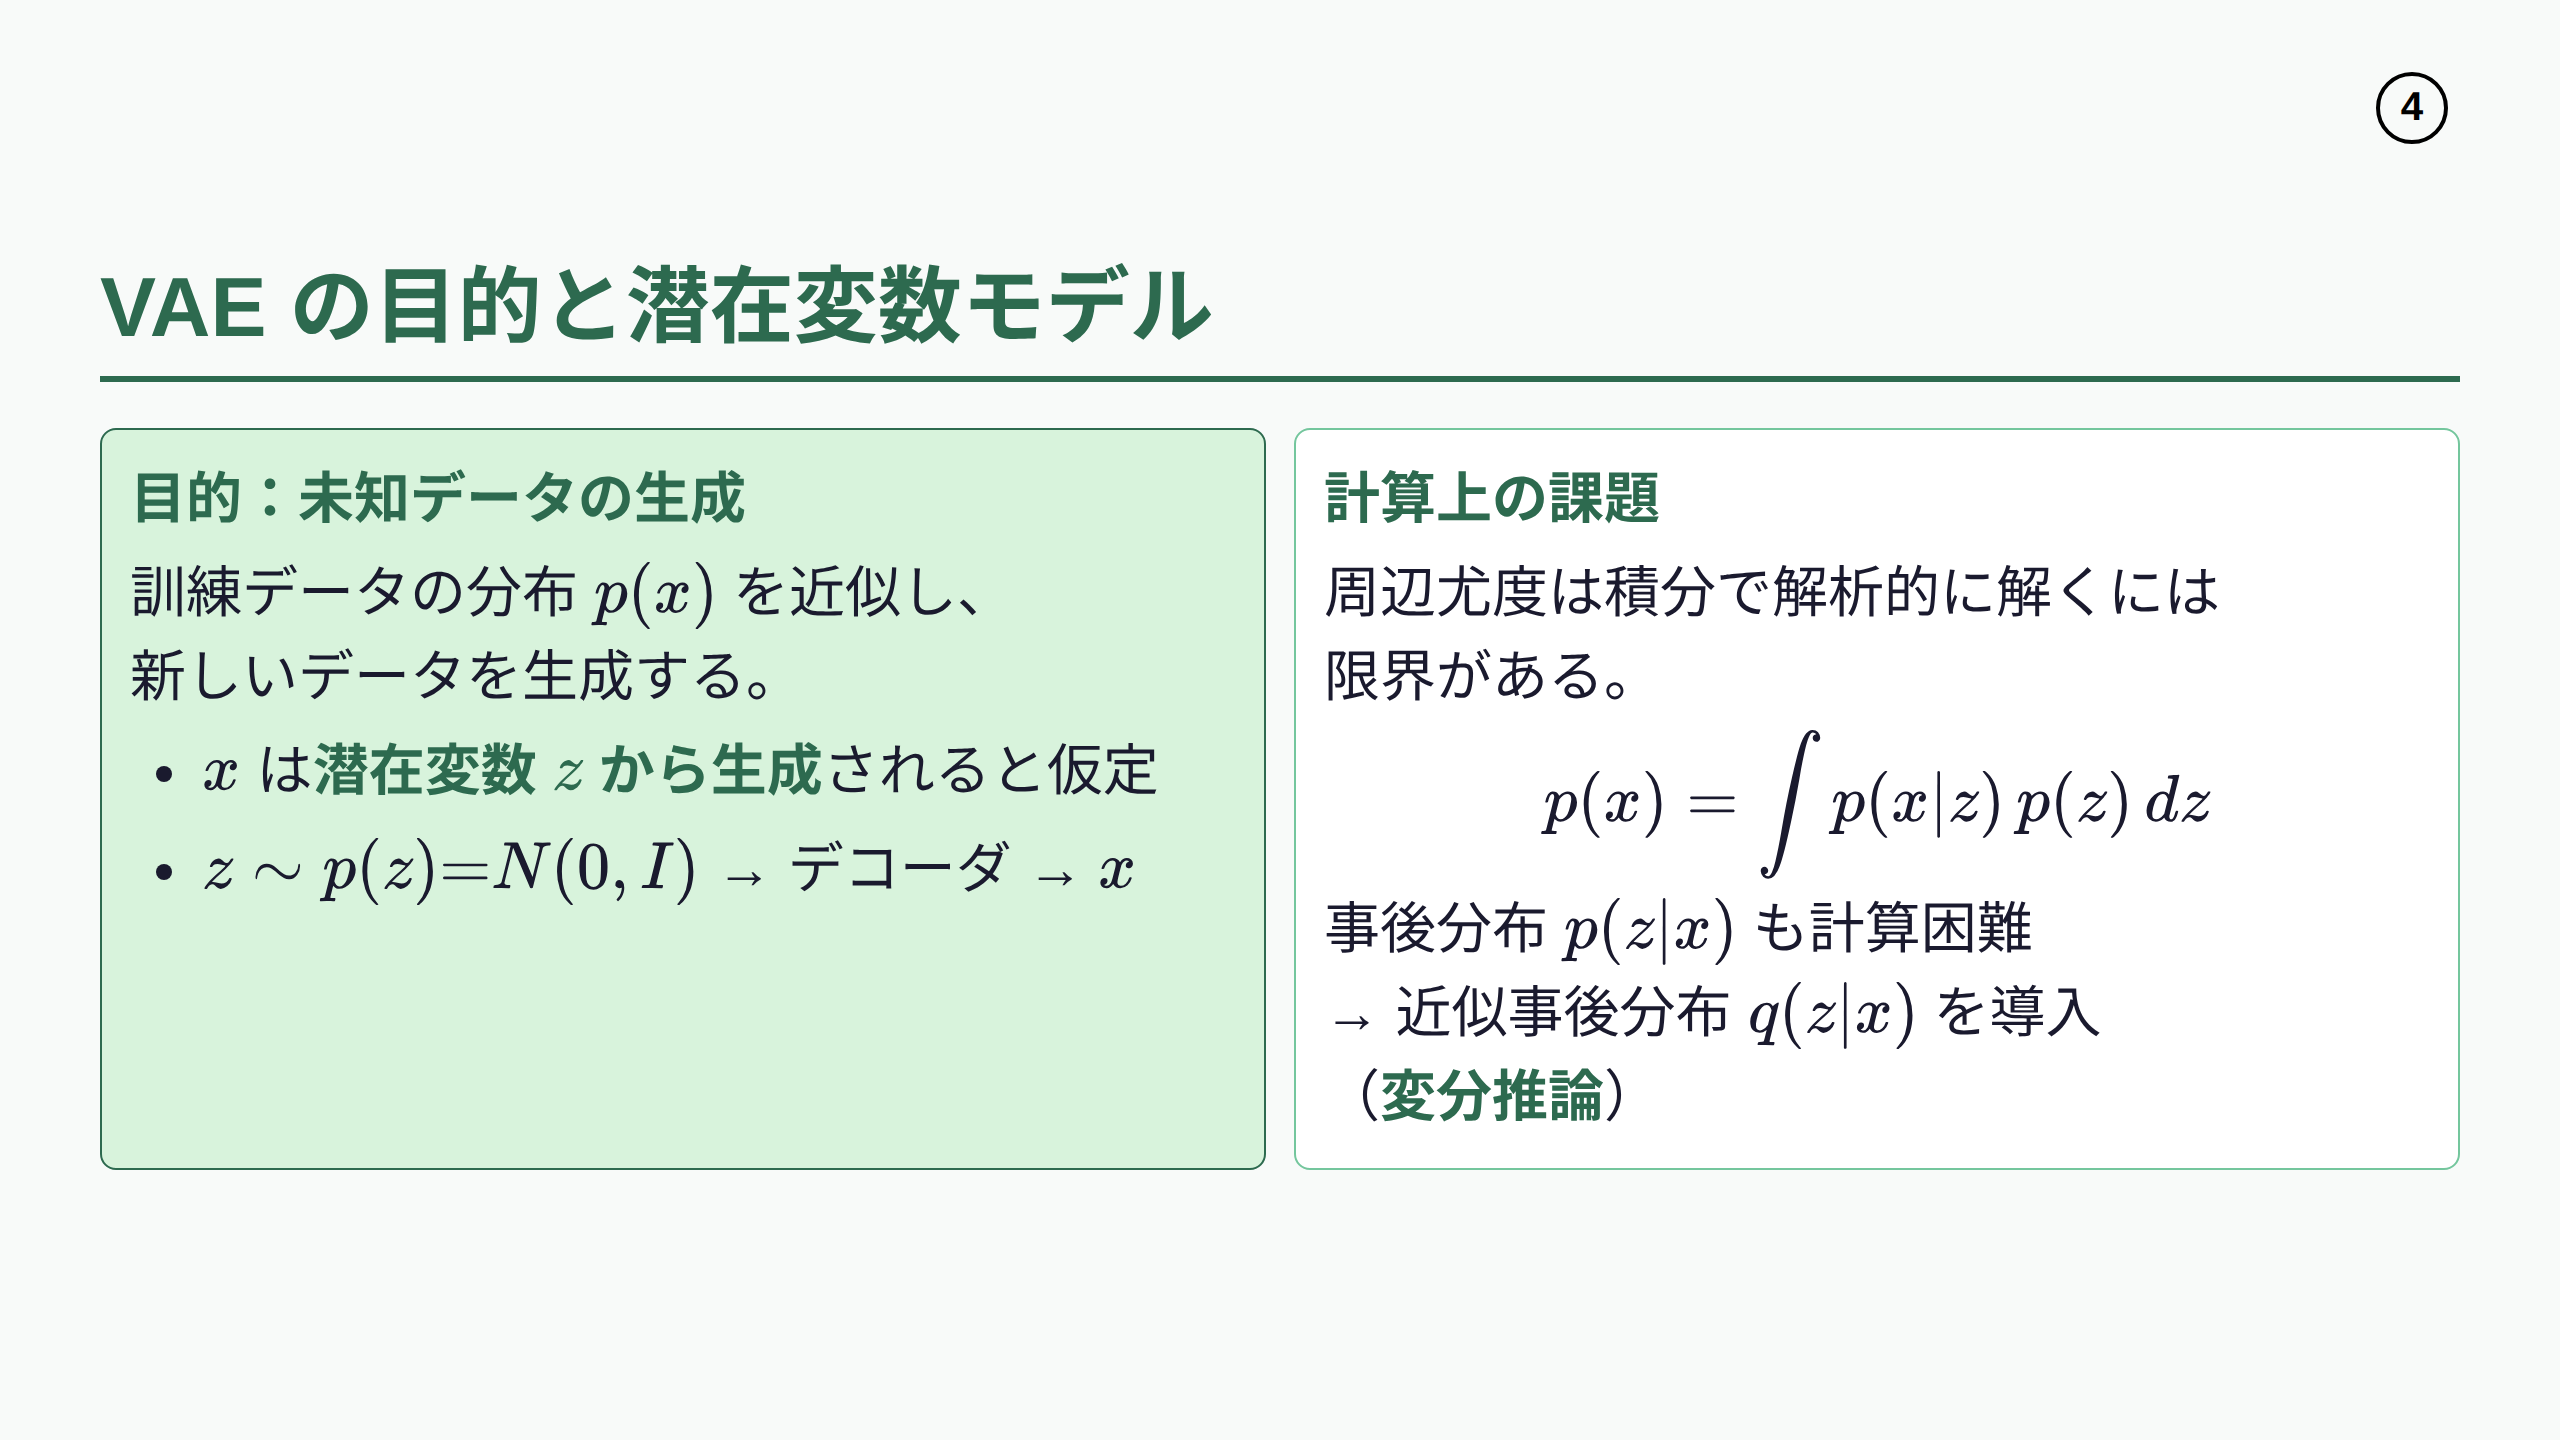 4
VAE の目的と潜在変数モデル
目的：未知データの生成
訓練データの分布 p(x) を近似し、
新しいデータを生成する。
• x は潜在変数 z から生成されると仮定
• z ∼ p(z)=N(0, I) → デコーダ → x
計算上の課題
周辺尤度は積分で解析的に解くには
限界がある。
p(x) = ∫ p(x|z) p(z) dz
事後分布 p(z|x) も計算困難
→ 近似事後分布 q(z|x) を導入
（変分推論）